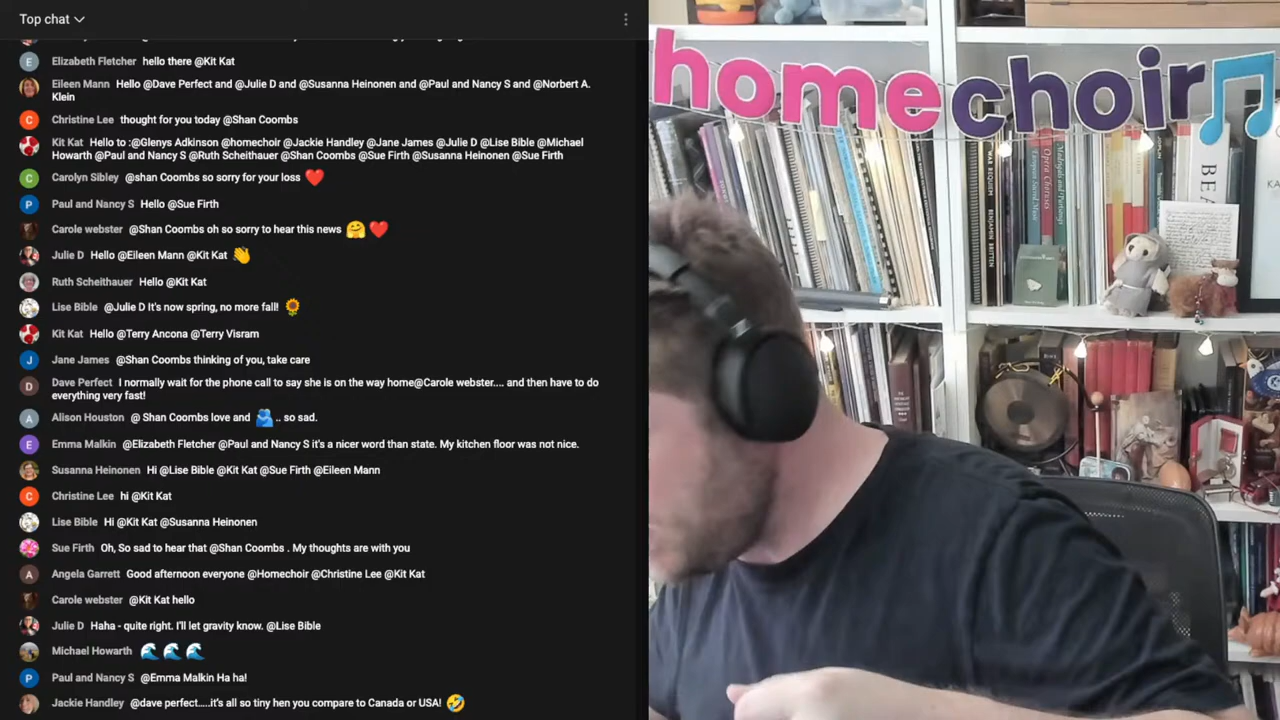 Top chat
Elizabeth Fletcher hello there @Kit Kat
Eileen Mann Hello @Dave Perfect and @Julie D and @Susanna Heinonen and @Paul and Nancy S and @Norbert A.
Klein
Christine Lee thought for you today @Shan Coombs
Kit Kat Hello to :@Glenys Adkinson @homechoir @Jackie Handley @Jane James @Julie D @Lise Bible @Michael
Howarth @Paul and Nancy S @Ruth Scheithauer @Shan Coombs @Sue Firth @Susanna Heinonen @Sue Firth
Carolyn Sibley @shan Coombs so sorry for your loss ❤️
Paul and Nancy S Hello @Sue Firth
Carole webster @Shan Coombs oh so sorry to hear this news 🤗 ❤️
Julie D Hello @Eileen Mann @Kit Kat 👋
Ruth Scheithauer Hello @Kit Kat
Lise Bible @Julie D It's now spring, no more fall! 🌻
Kit Kat Hello @Terry Ancona @Terry Visram
Jane James @Shan Coombs thinking of you, take care
Dave Perfect I normally wait for the phone call to say she is on the way home@Carole webster.... and then have to do
everything very fast!
Alison Houston @ Shan Coombs love and 🫂 .. so sad.
Emma Malkin @Elizabeth Fletcher @Paul and Nancy S it's a nicer word than state. My kitchen floor was not nice.
Susanna Heinonen Hi @Lise Bible @Kit Kat @Sue Firth @Eileen Mann
Christine Lee hi @Kit Kat
Lise Bible Hi @Kit Kat @Susanna Heinonen
Sue Firth Oh, So sad to hear that @Shan Coombs . My thoughts are with you
Angela Garrett Good afternoon everyone @Homechoir @Christine Lee @Kit Kat
Carole webster @Kit Kat hello
Julie D Haha - quite right. I'll let gravity know. @Lise Bible
Michael Howarth 🌊 🌊 🌊
Paul and Nancy S @Emma Malkin Ha ha!
Jackie Handley @dave perfect.....it's all so tiny hen you compare to Canada or USA! 🤣
homechoir
WAR REQUIEM
BENJAMIN BRITTEN
Opera Choruses
Madrigals and Partsongs
BEA
KA